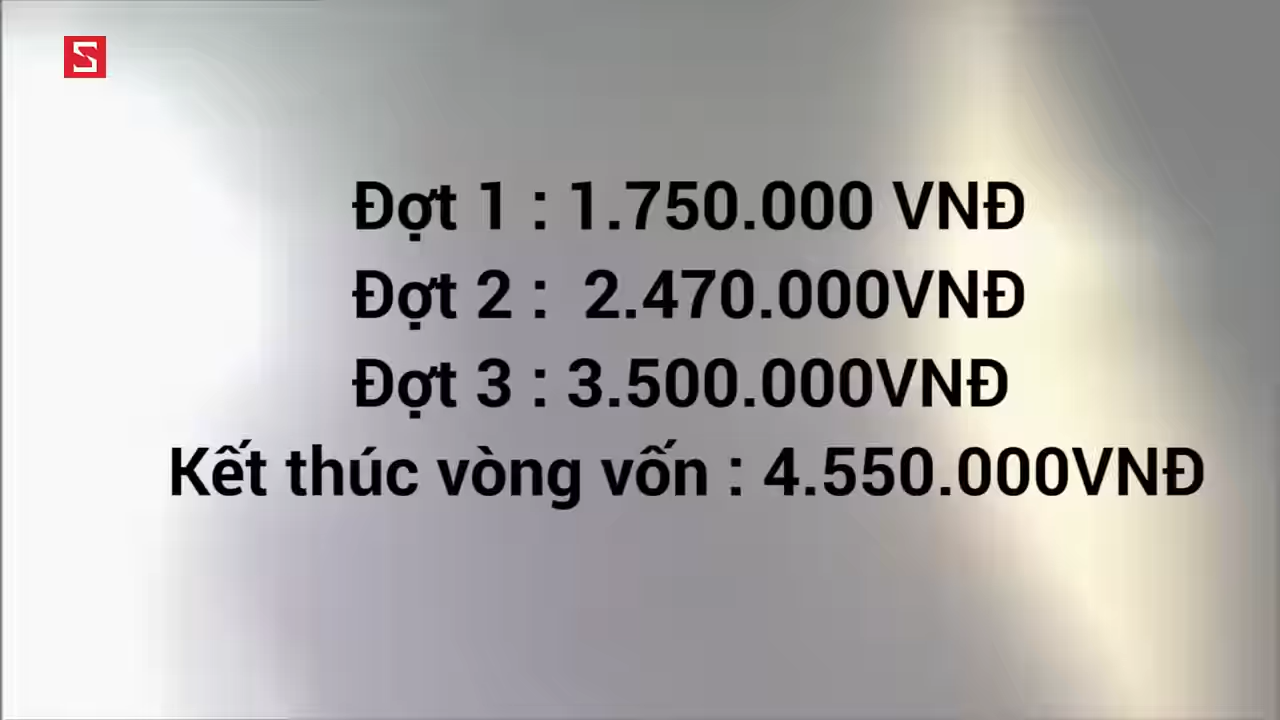 Đợt 1 : 1.750.000 VNĐ
Đợt 2 :  2.470.000VNĐ
Đợt 3 : 3.500.000VNĐ
Kết thúc vòng vốn : 4.550.000VNĐ